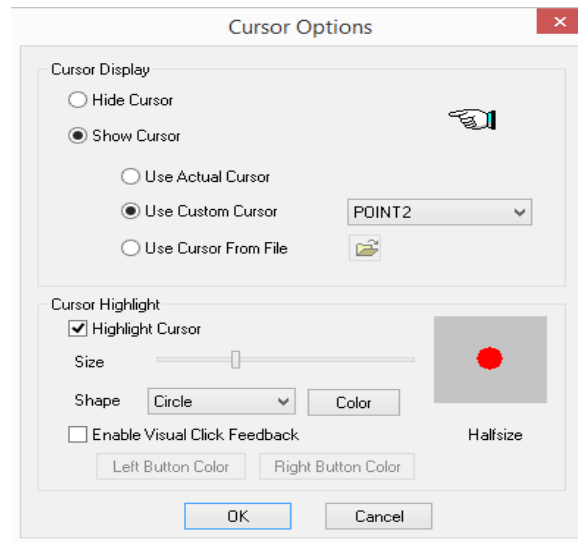 Cursor Options
Cursor Display
Hide Cursor
Show Cursor
Use Actual Cursor
Use Custom Cursor POINT2
Use Cursor From File
Cursor Highlight
Highlight Cursor
Size
Shape Circle Color
Enable Visual Click Feedback Halfsize
Left Button Color Right Button Color
OK Cancel